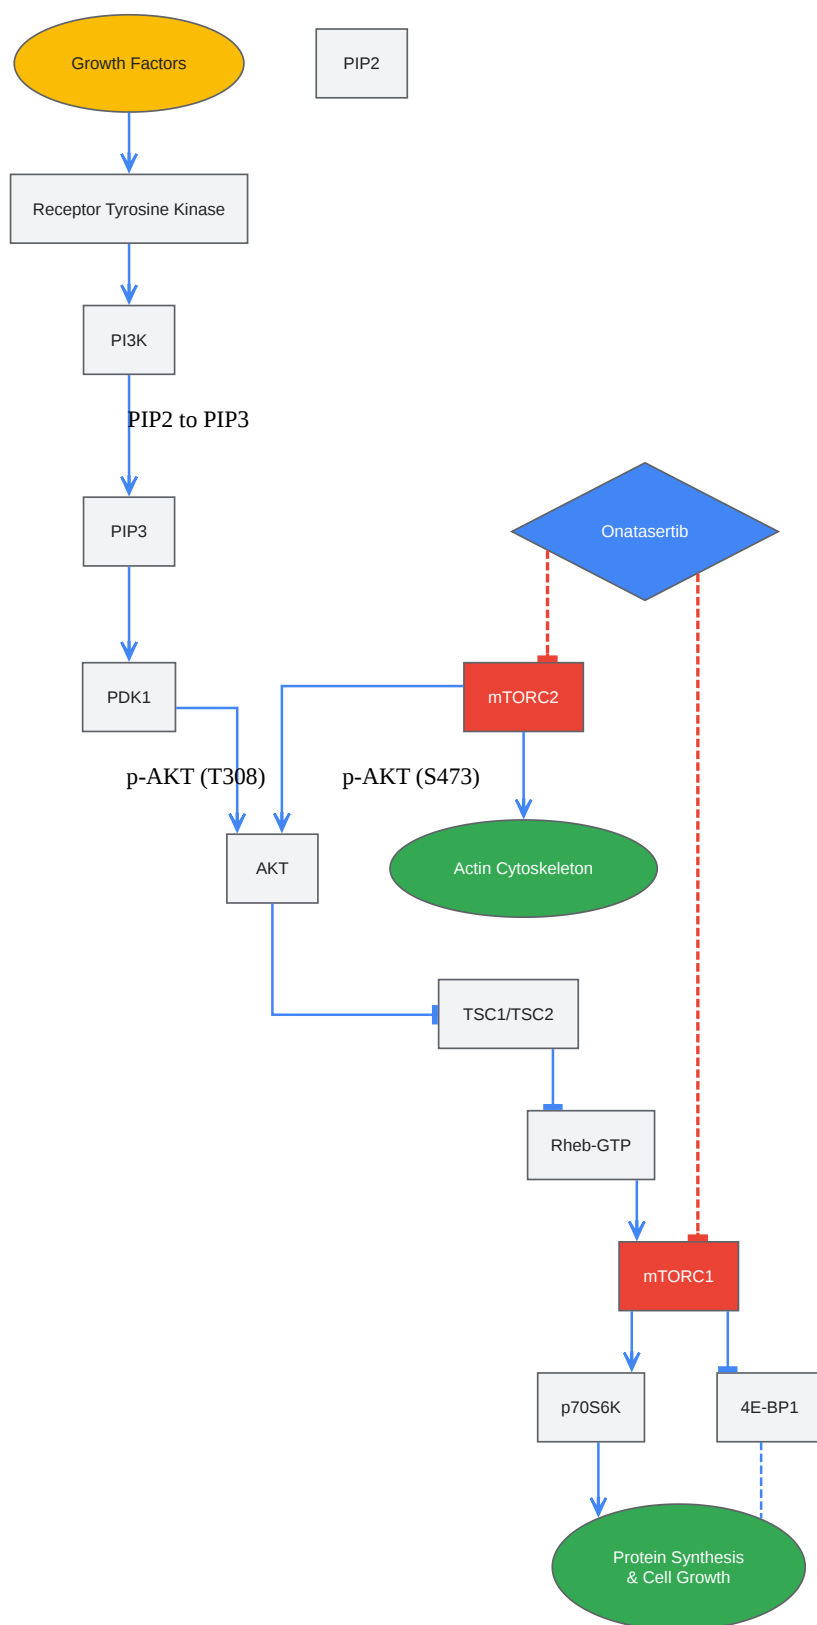 Growth Factors
PIP2
Receptor Tyrosine Kinase
PI3K
PIP2 to PIP3
PIP3
Onatasertib
PDK1
mTORC2
p-AKT (T308)
p-AKT (S473)
AKT
Actin Cytoskeleton
TSC1/TSC2
Rheb-GTP
mTORC1
p70S6K
4E-BP1
Protein Synthesis
& Cell Growth